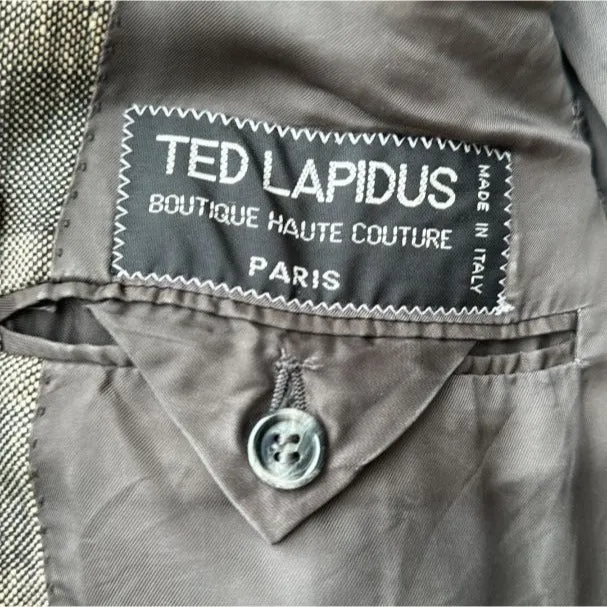 TED LAPIDUS
BOUTIQUE HAUTE COUTURE
PARIS
MADE IN ITALY